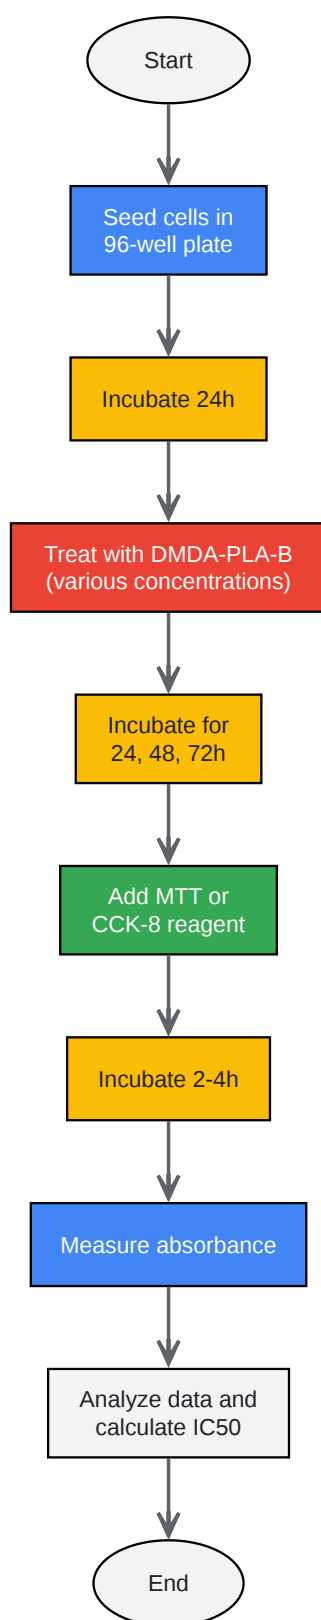 Start
Seed cells in
96-well plate
Incubate 24h
Treat with DMDA-PLA-B
(various concentrations)
Incubate for
24, 48, 72h
Add MTT or
CCK-8 reagent
Incubate 2-4h
Measure absorbance
Analyze data and
calculate IC50
End